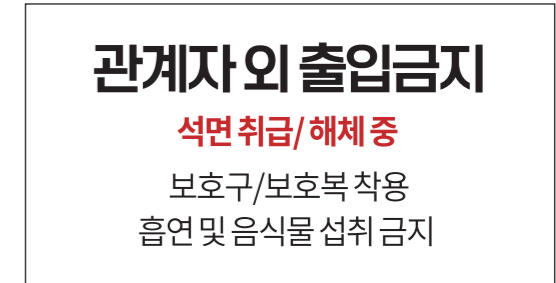 관계자 외 출입금지
석면 취급/ 해체 중
보호구/보호복 착용
흡연 및 음식물 섭취 금지